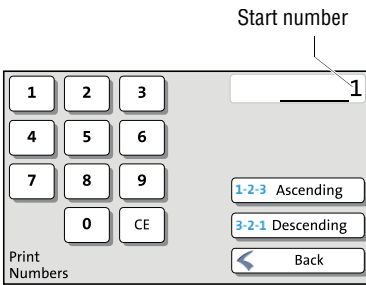 Start number
1
1 2 3
4 5 6
7 8 9
1-2-3 Ascending
0 CE
3-2-1 Descending
Print
Numbers
Back